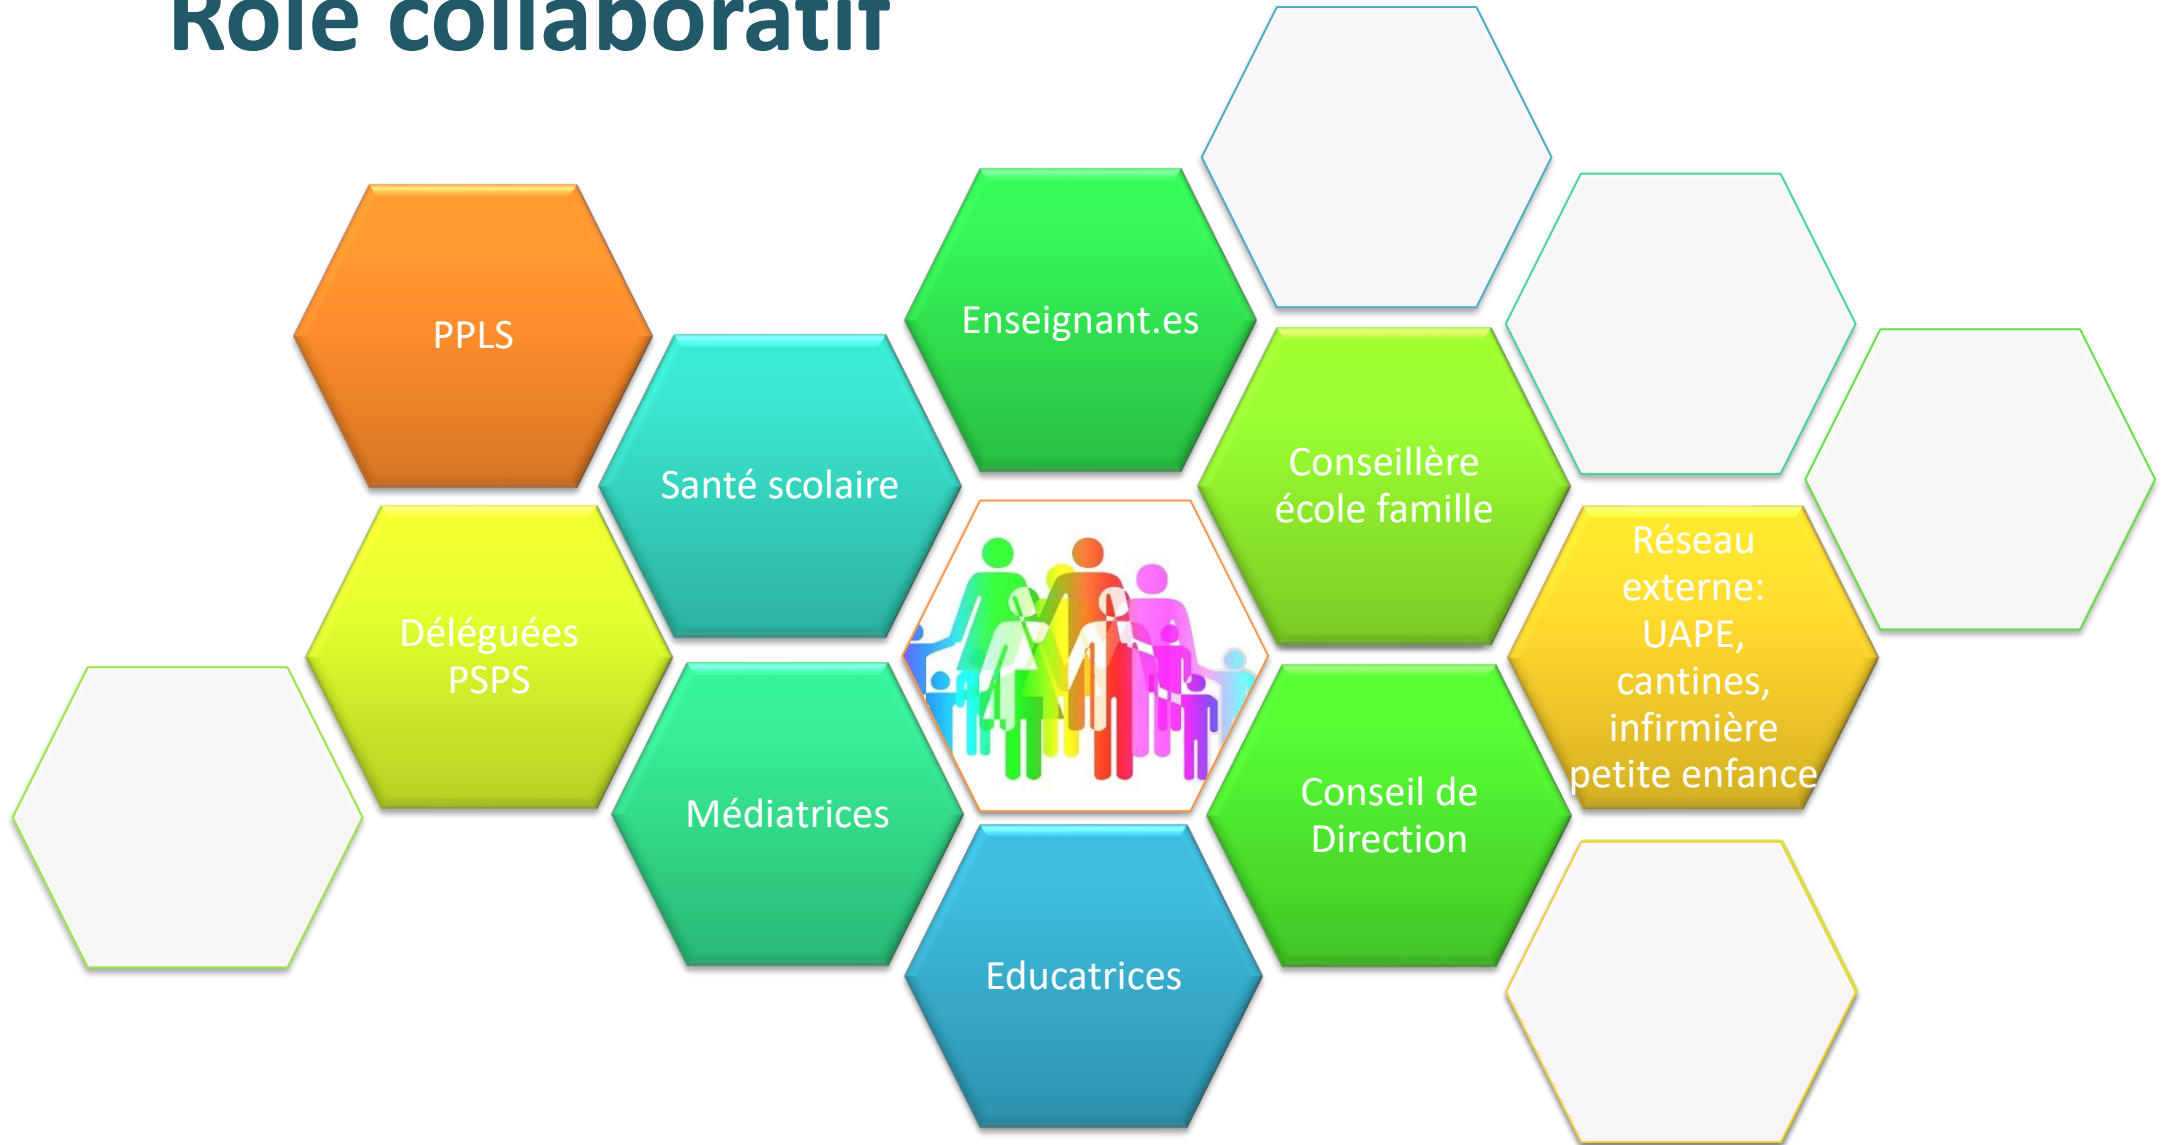 Rôle collaboratif
PPLS
Santé scolaire
Enseignant.es
Conseillère
école famille
Réseau
externe:
UAPE,
cantines,
infirmière
petite enfance
Déléguées
PSPS
Médiatrices
Conseil de
Direction
Educatrices